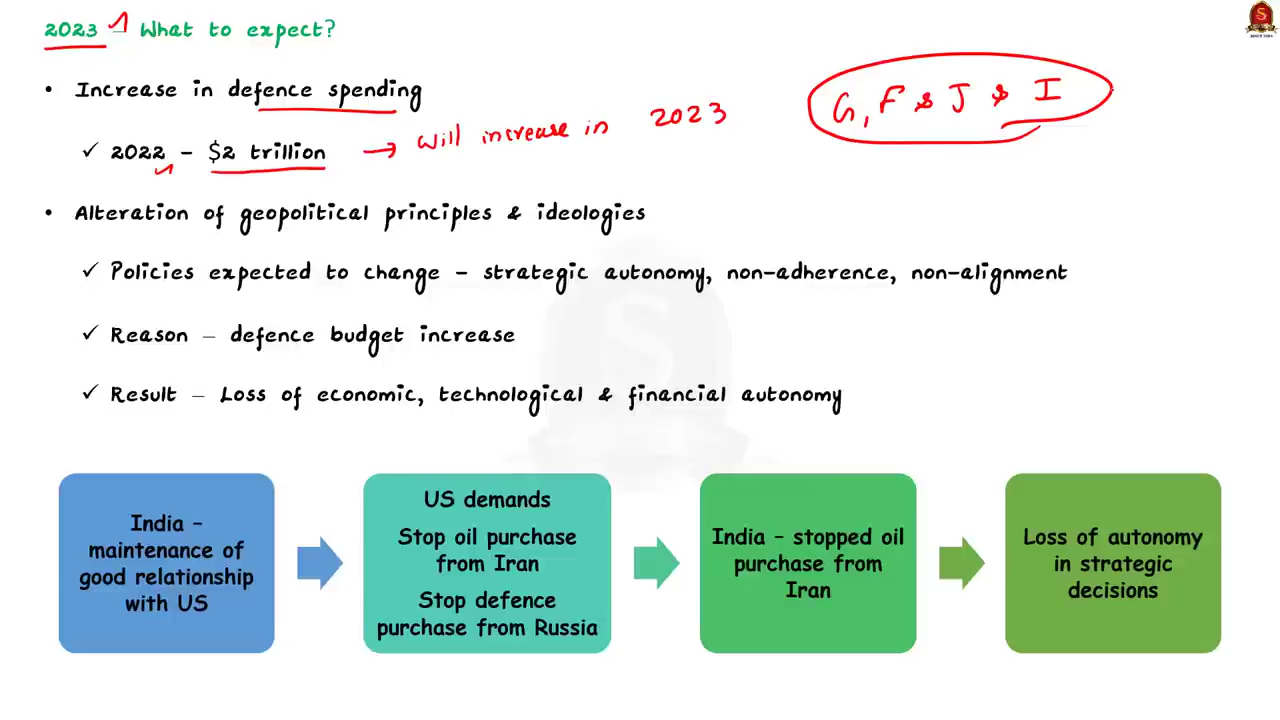 2023 – What to expect?
• Increase in defence spending
✓ 2022 – $2 trillion → Will increase in 2023
G, F & J & I
• Alteration of geopolitical principles & ideologies
✓ Policies expected to change – strategic autonomy, non-adherence, non-alignment
✓ Reason – defence budget increase
✓ Result – Loss of economic, technological & financial autonomy
India –
maintenance of
good relationship
with US
US demands
Stop oil purchase
from Iran
Stop defence
purchase from Russia
India – stopped oil
purchase from
Iran
Loss of autonomy
in strategic
decisions
S